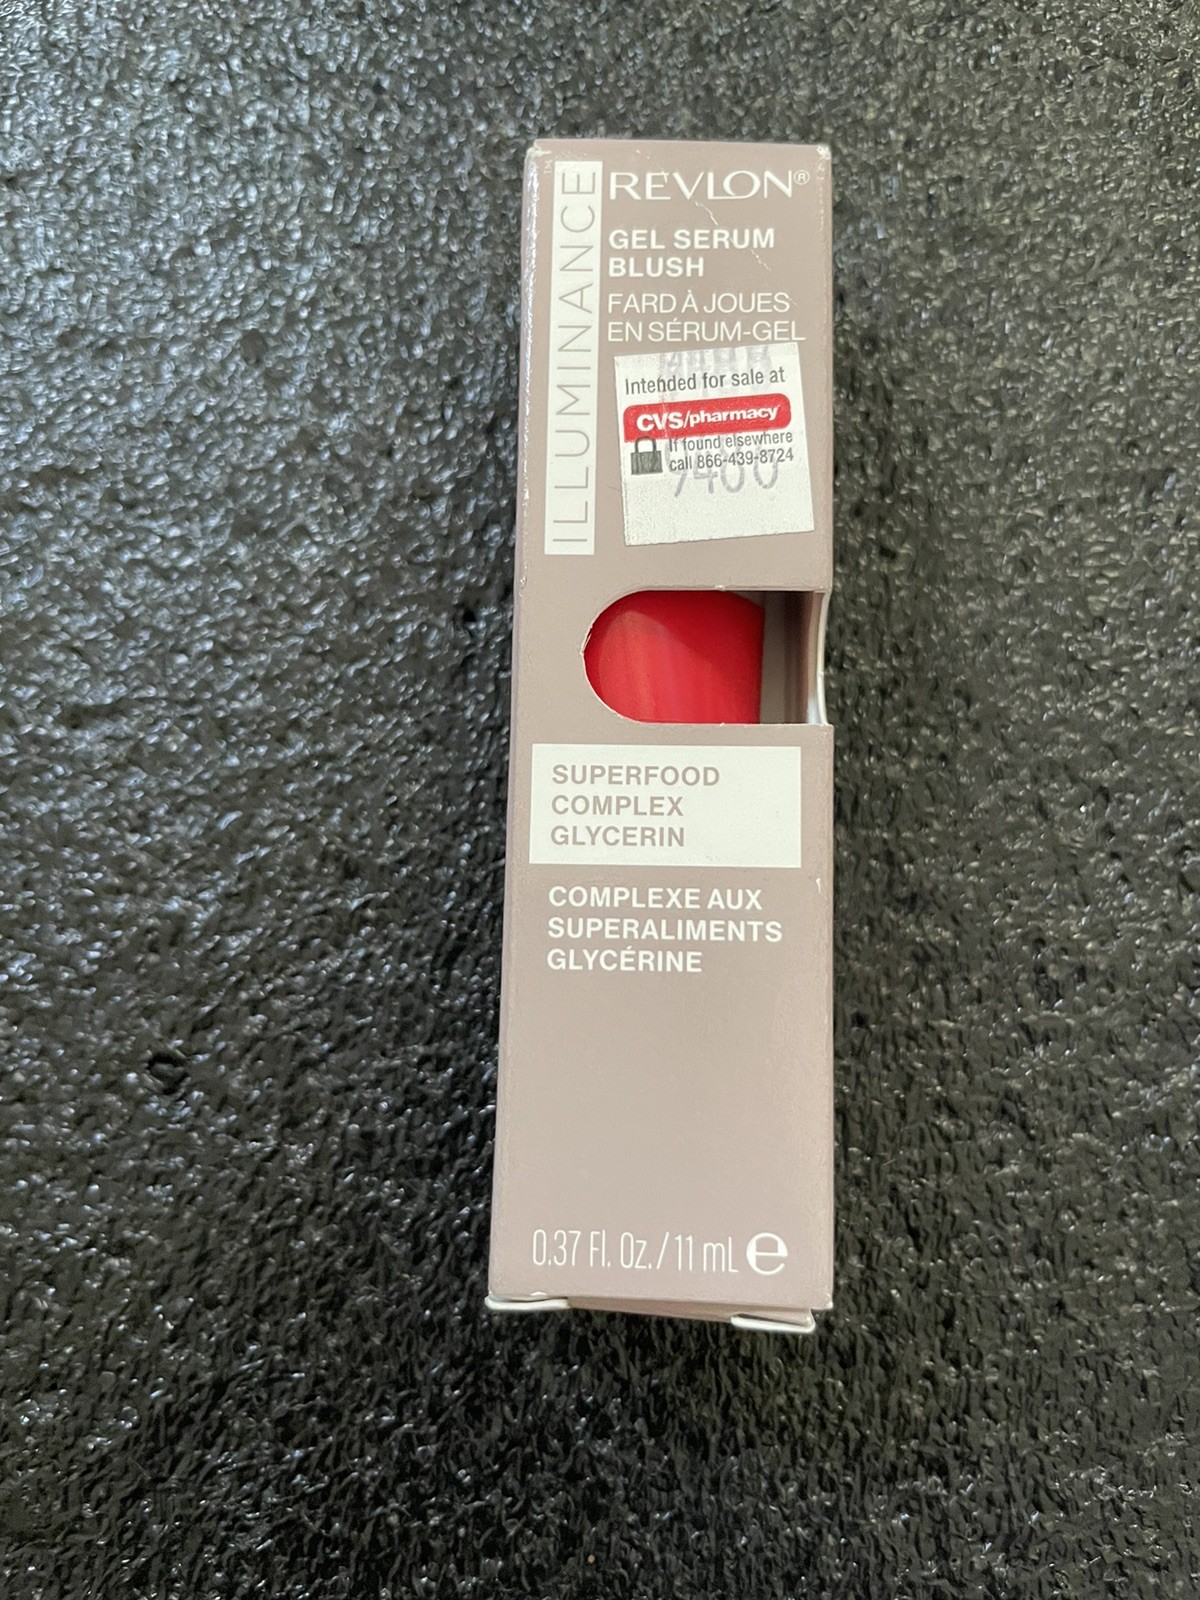 ILLUMINANCE™
REVLON®
GEL SERUM
BLUSH
FARD À JOUES
EN SÉRUM-GEL
Intended for sale at
CVS/pharmacy
If found elsewhere
call 866-439-8724
SUPERFOOD
COMPLEX
GLYCERIN
COMPLEXE AUX
SUPERALIMENTS
GLYCÉRINE
0.37 Fl. Oz. / 11 mL ℮